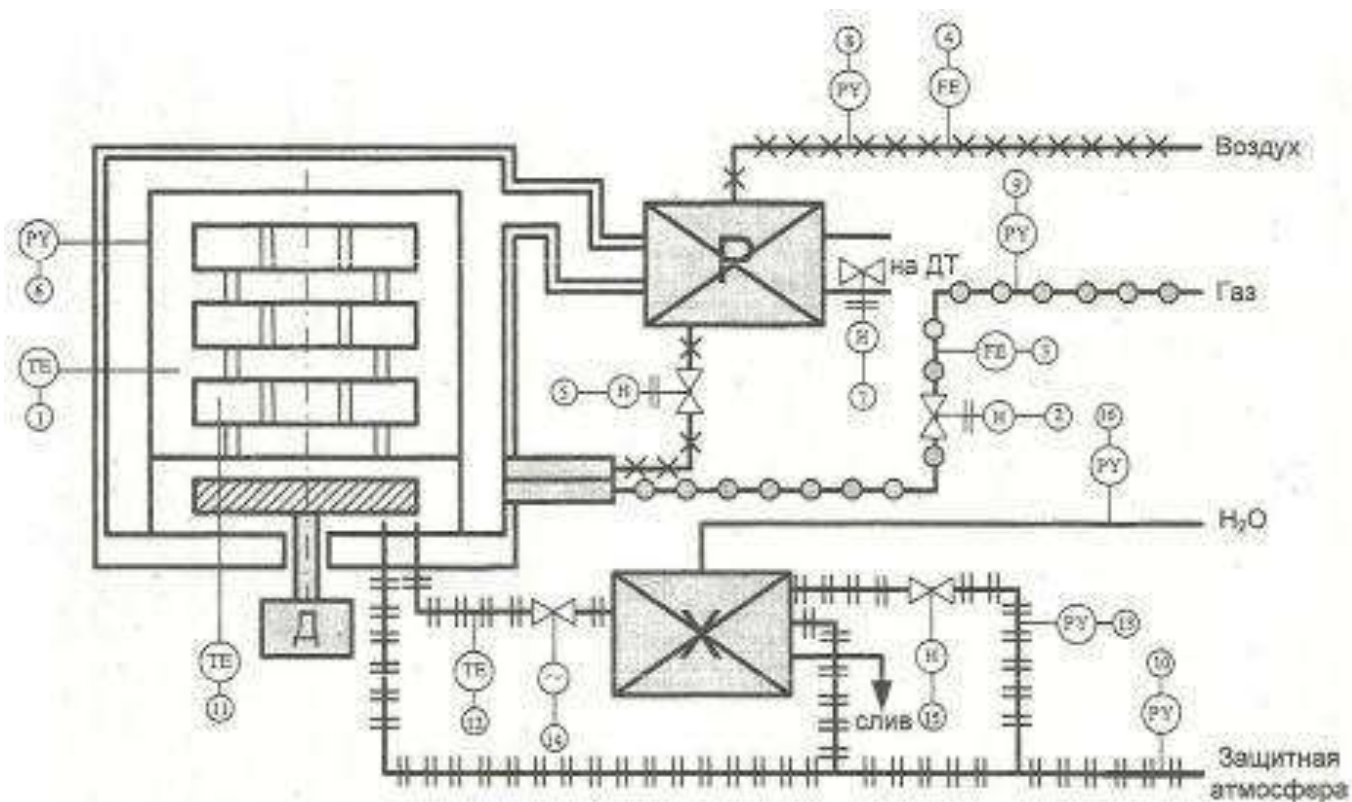 8
4
PY
FE
Воздух
9
PY
PY
6
Р
на ДТ
Газ
TE
1
H
7
FE
3
5
H
H
2
16
PY
H₂O
Д
TE
11
TE
12
~
14
Х
слив
H
15
PY
13
10
PY
Защитная
атмосфера